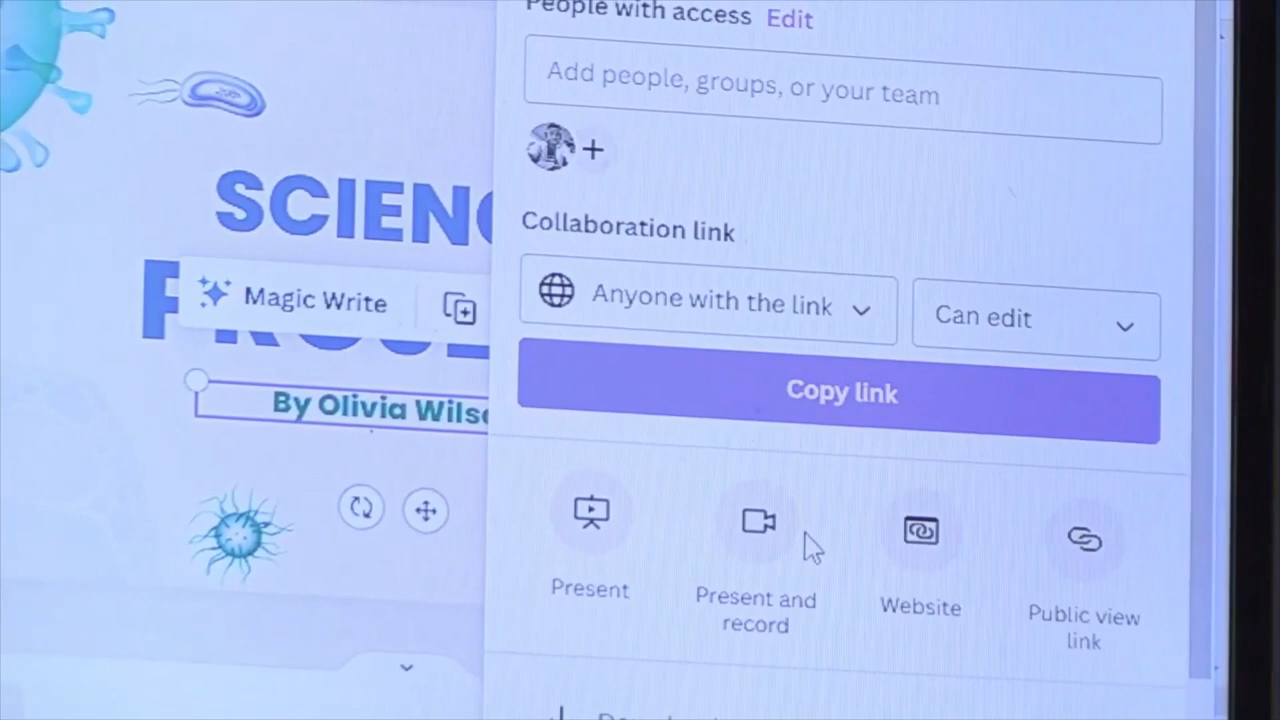 People with access Edit
Add people, groups, or your team
SCIEN
Collaboration link
Magic Write
Anyone with the link
Can edit
Copy link
By Olivia Wils
Present
Present and
record
Website
Public view
link